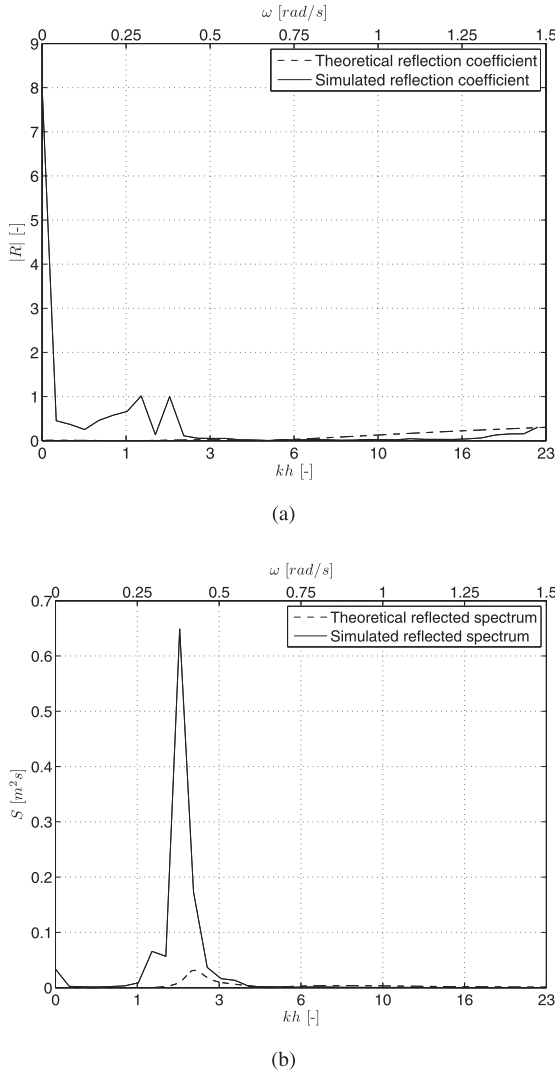 ω [rad/s]
0 0.25 0.5 0.75 1 1.25 1.5
9
8
7
6
5
4
3
2
1
0
|R| [-]
Theoretical reflection coefficient
Simulated reflection coefficient
1 3 6 10 16 23
kh [-]
(a)
ω [rad/s]
0 0.25 0.5 0.75 1 1.25 1.5
0.7
0.6
0.5
0.4
0.3
0.2
0.1
0
S [m²s]
Theoretical reflected spectrum
Simulated reflected spectrum
1 3 6 10 16 23
kh [-]
(b)